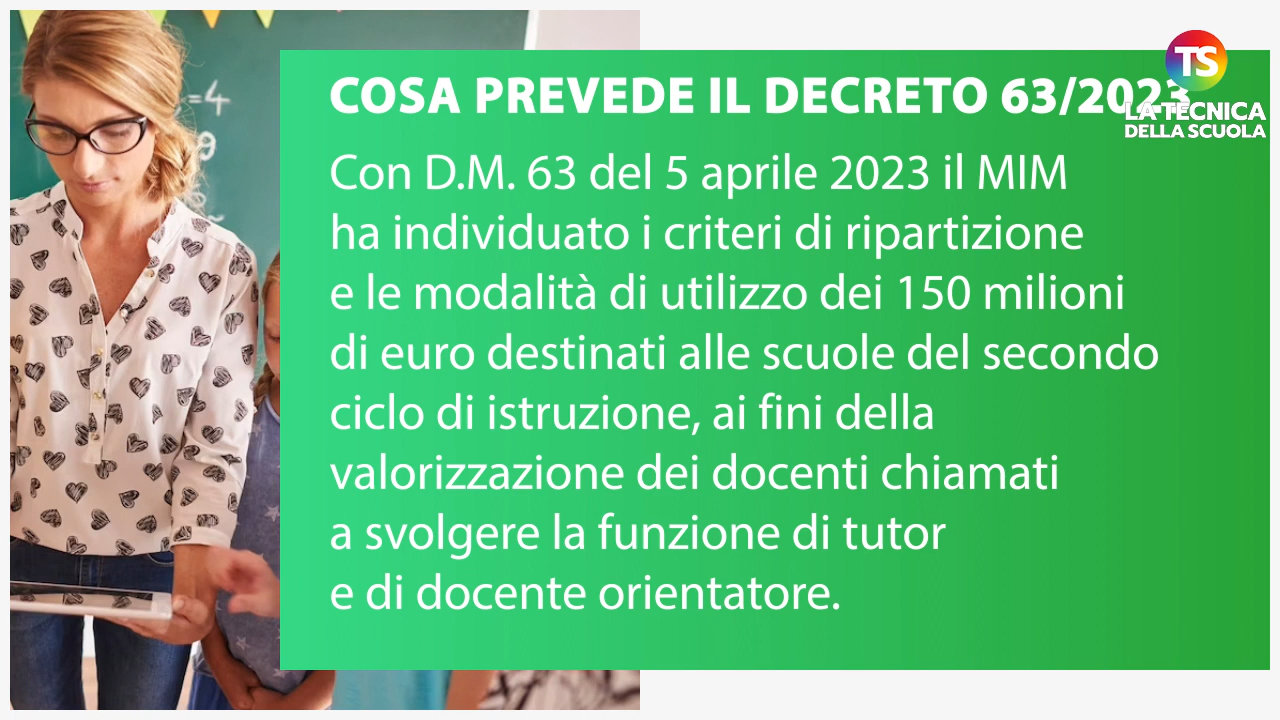 =4
COSA PREVEDE IL DECRETO 63/2023
TS
LA TECNICA
DELLA SCUOLA
Con D.M. 63 del 5 aprile 2023 il MIM
ha individuato i criteri di ripartizione
e le modalità di utilizzo dei 150 milioni
di euro destinati alle scuole del secondo
ciclo di istruzione, ai fini della
valorizzazione dei docenti chiamati
a svolgere la funzione di tutor
e di docente orientatore.